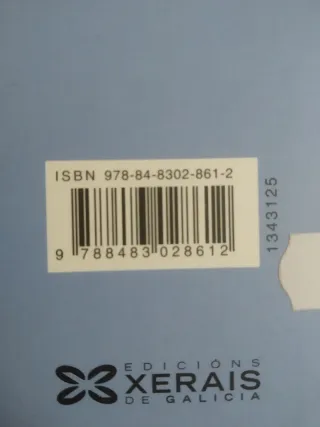 ISBN 978-84-8302-861-2
9 788483 028612
1343125
EDICIÓNS
XERAIS
DE GALICIA